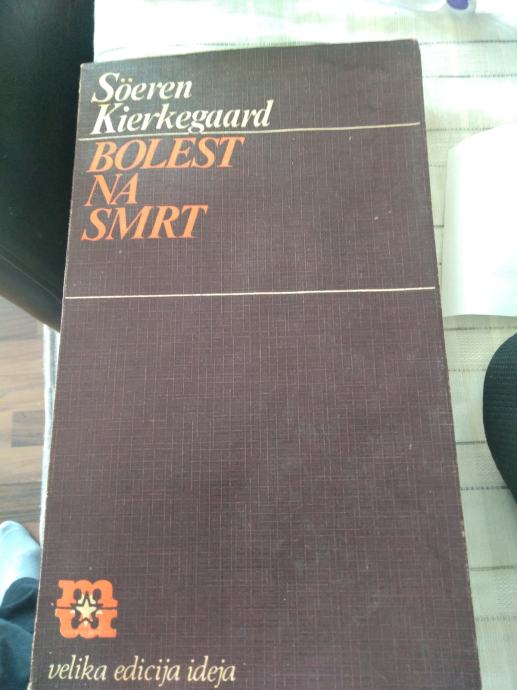 Söeren
Kierkegaard
BOLEST
NA
SMRT
m
velika edicija ideja